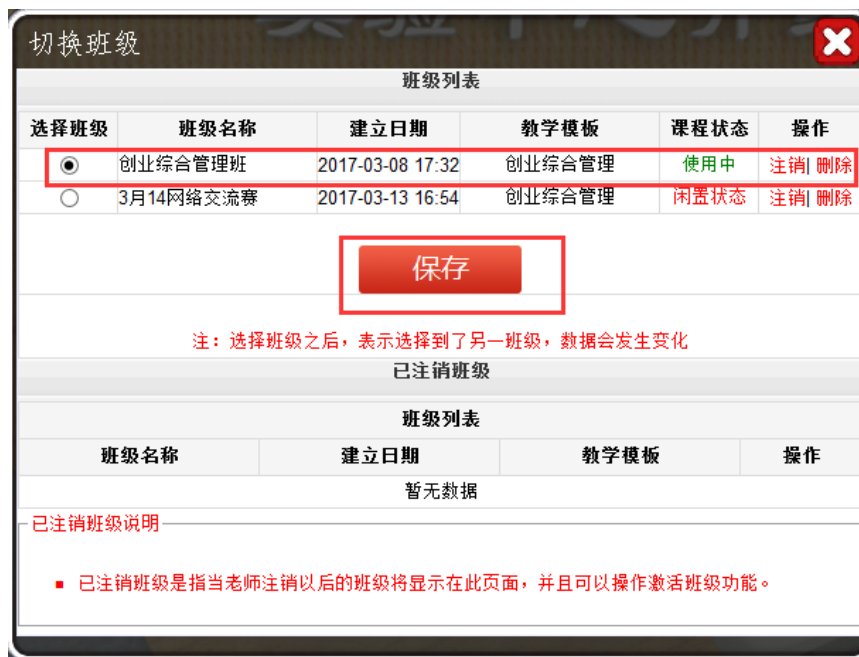 切换班级
班级列表
选择班级 班级名称 建立日期 教学模板 课程状态 操作
创业综合管理班 2017-03-08 17:32 创业综合管理 使用中 注销| 删除
3月14网络交流赛 2017-03-13 16:54 创业综合管理 闲置状态 注销| 删除
保存
注：选择班级之后，表示选择到了另一班级，数据会发生变化
已注销班级
班级列表
班级名称 建立日期 教学模板 操作
暂无数据
已注销班级说明
已注销班级是指当老师注销以后的班级将显示在此页面，并且可以操作激活班级功能。